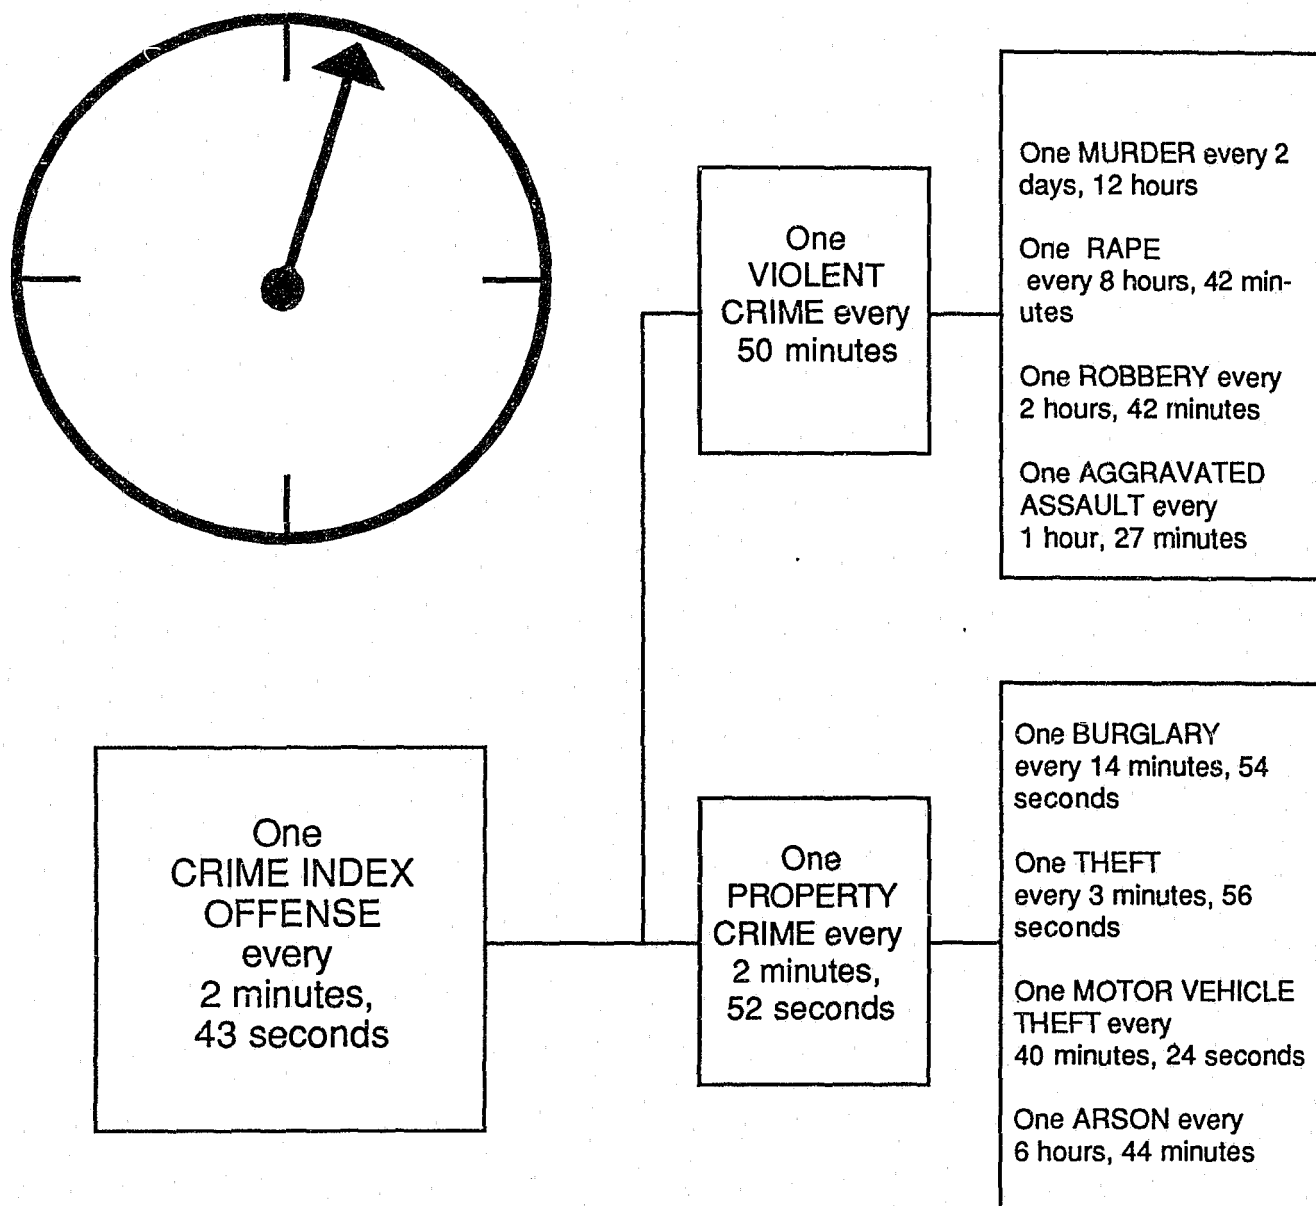 One
CRIME INDEX
OFFENSE
every
2 minutes,
43 seconds
One
VIOLENT
CRIME every
50 minutes
One MURDER every 2
days, 12 hours
One RAPE
every 8 hours, 42 min-
utes
One ROBBERY every
2 hours, 42 minutes
One AGGRAVATED
ASSAULT every
1 hour, 27 minutes
One
PROPERTY
CRIME every
2 minutes,
52 seconds
One BURGLARY
every 14 minutes, 54
seconds
One THEFT
every 3 minutes, 56
seconds
One MOTOR VEHICLE
THEFT every
40 minutes, 24 seconds
One ARSON every
6 hours, 44 minutes